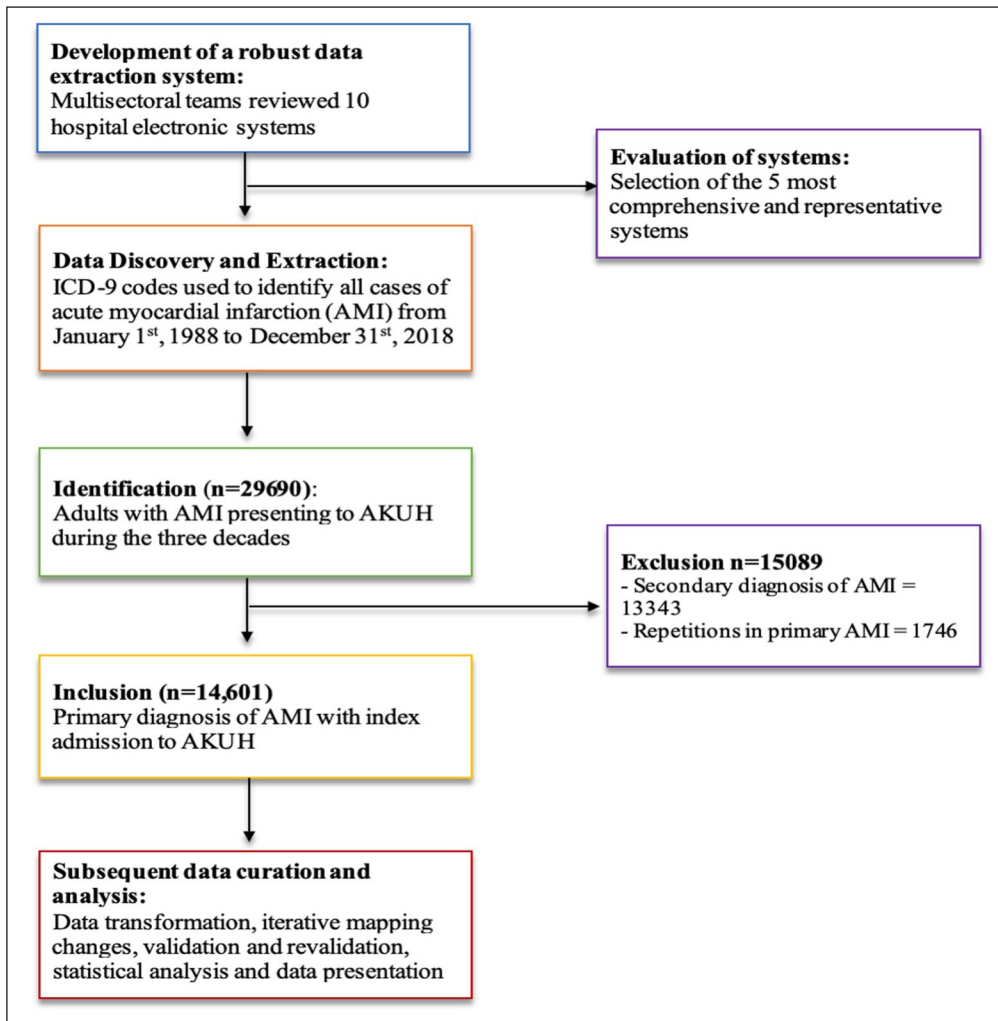 Development of a robust data
extraction system:
Multisectoral teams reviewed 10
hospital electronic systems
Evaluation of systems:
Selection of the 5 most
comprehensive and representative
systems
Data Discovery and Extraction:
ICD-9 codes used to identify all cases of
acute myocardial infarction (AMI) from
January 1st, 1988 to December 31st, 2018
Identification (n=29690):
Adults with AMI presenting to AKUH
during the three decades
Exclusion n=15089
- Secondary diagnosis of AMI =
13343
- Repetitions in primary AMI = 1746
Inclusion (n=14,601)
Primary diagnosis of AMI with index
admission to AKUH
Subsequent data curation and
analysis:
Data transformation, iterative mapping
changes, validation and revalidation,
statistical analysis and data presentation